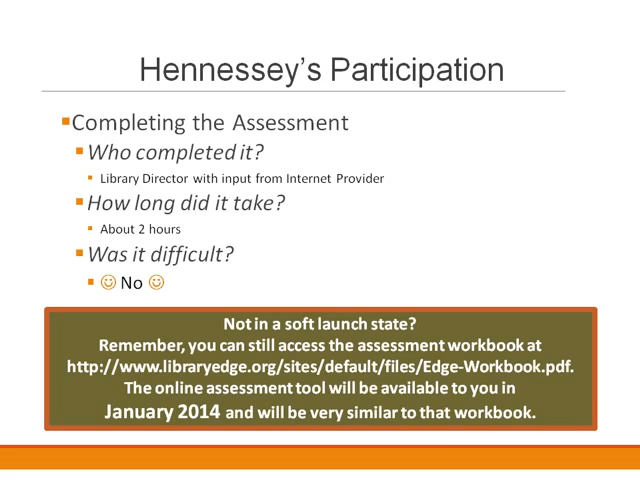 Hennessey's Participation
Completing the Assessment
Who completed it?
Library Director with input from Internet Provider
How long did it take?
About 2 hours
Was it difficult?
☺ No ☺
Not in a soft launch state?
Remember, you can still access the assessment workbook at
http://www.libraryedge.org/sites/default/files/Edge-Workbook.pdf.
The online assessment tool will be available to you in
January 2014 and will be very similar to that workbook.